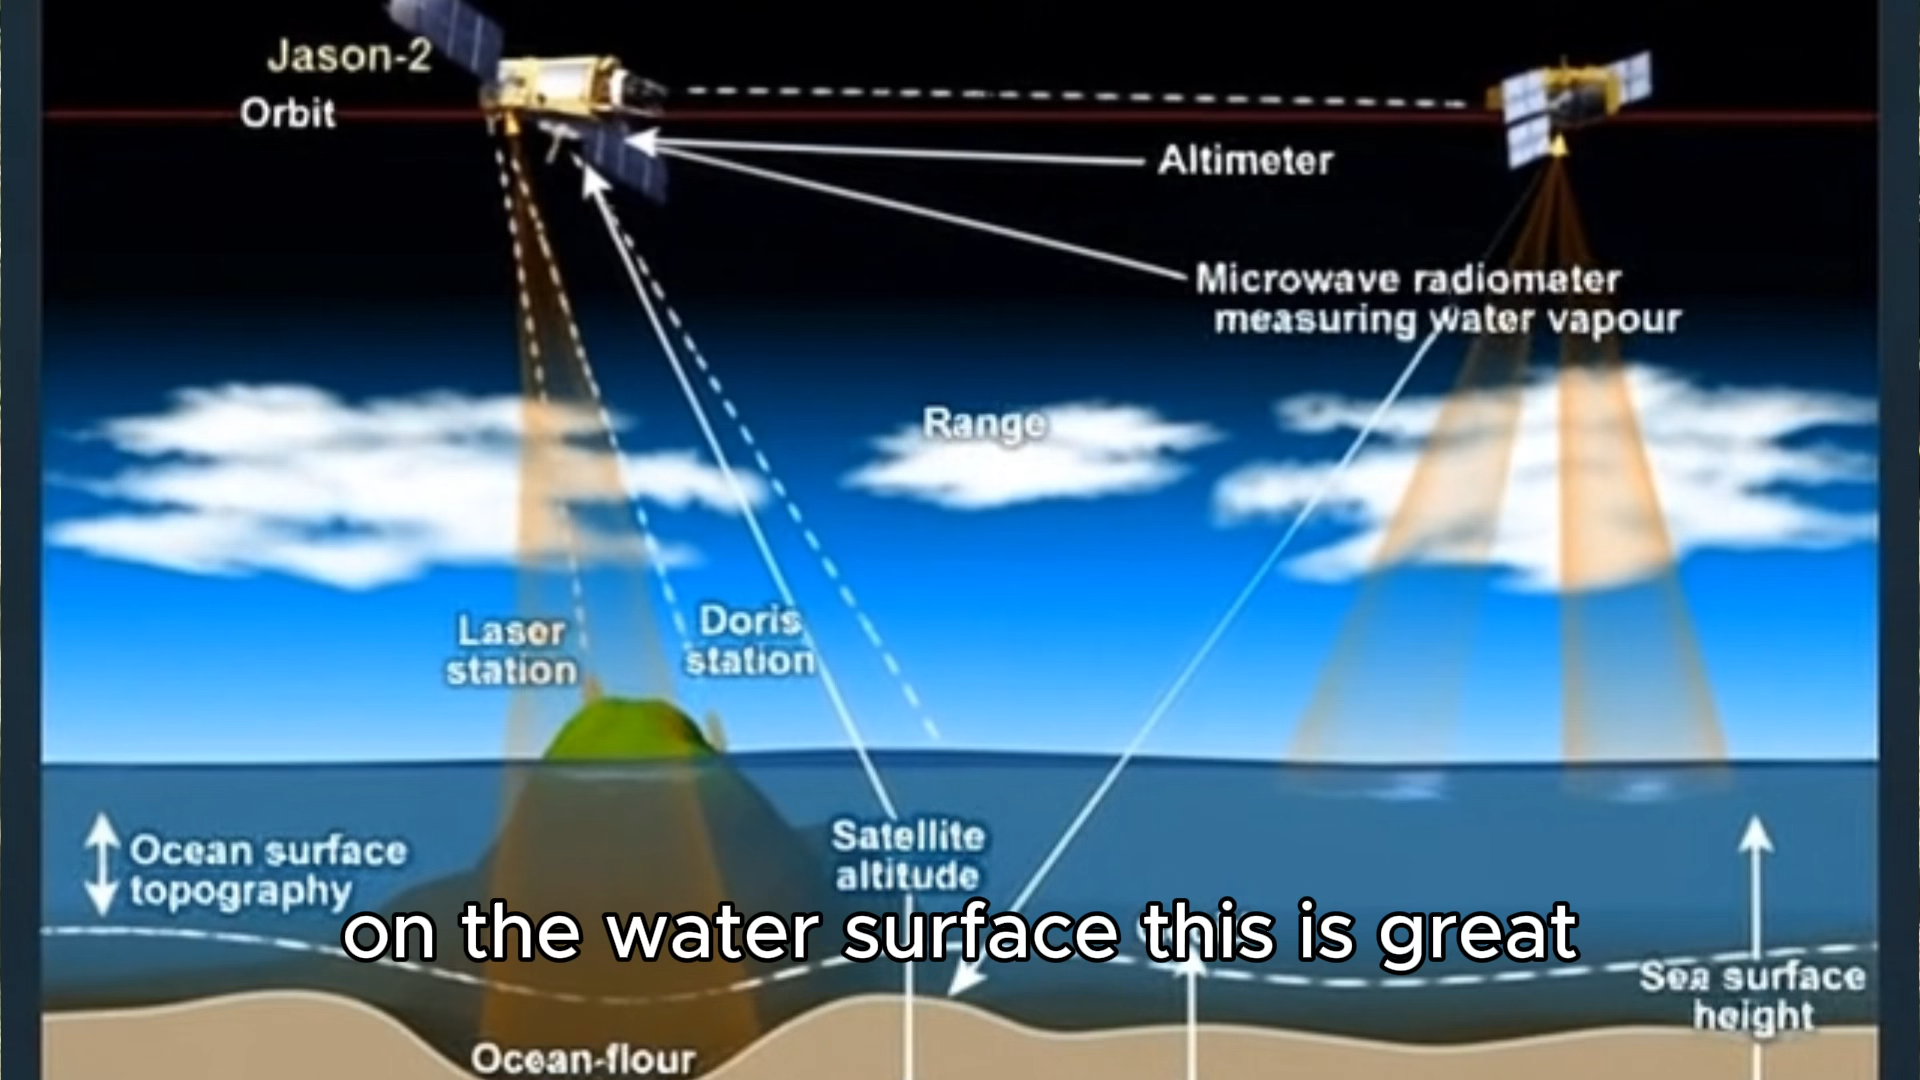 Jason-2
Orbit
Altimeter
Microwave radiomater
measuring water vapour
Range
Laser
station
Doris
station
Satellite
altitude
Ocean surface
topography
on the water surface this is great
Sea surface
height
Ocean-flour